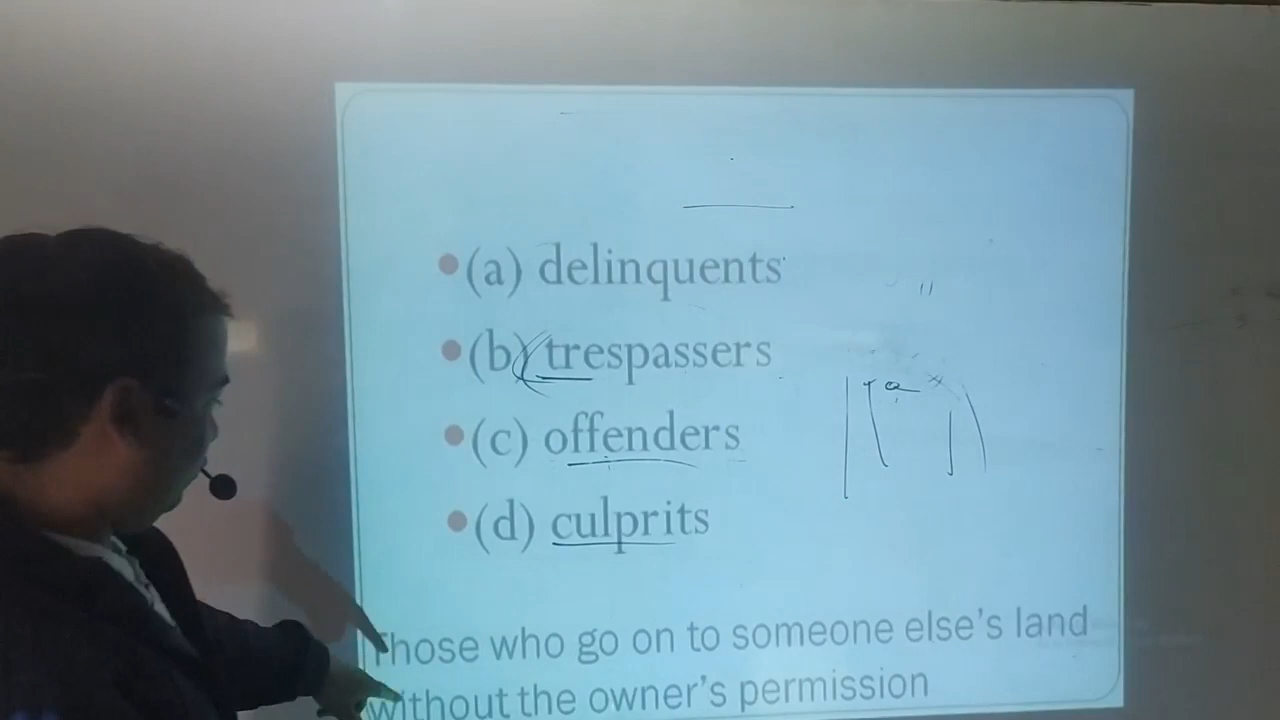 (a) delinquents
(b) trespassers
(c) offenders
(d) culprits
Those who go on to someone else's land
without the owner's permission